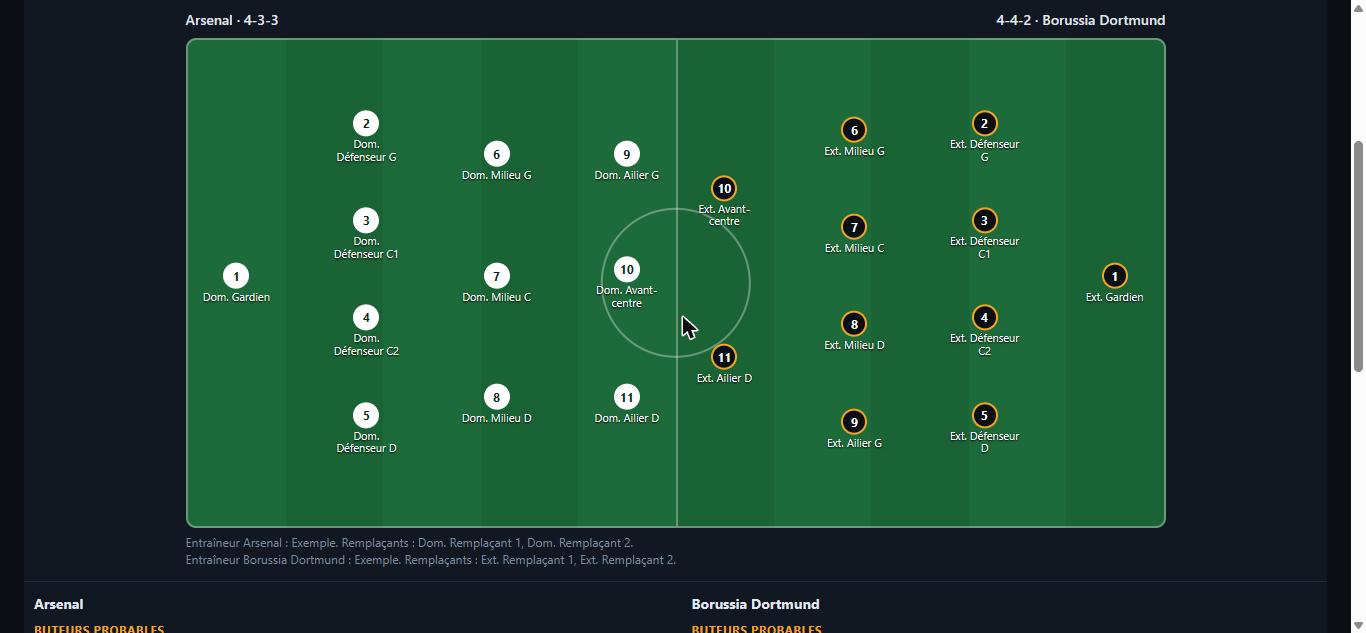 Arsenal · 4-3-3
4-4-2 · Borussia Dortmund
2
Dom.
Défenseur G
6
Dom. Milieu G
9
Dom. Ailier G
10
Ext. Avant-
centre
6
Ext. Milieu G
2
Ext. Défenseur
G
3
Dom.
Défenseur C1
7
Ext. Milieu C
3
Ext. Défenseur
C1
1
Dom. Gardien
7
Dom. Milieu C
10
Dom. Avant-
centre
1
Ext. Gardien
4
Dom.
Défenseur C2
8
Ext. Milieu D
4
Ext. Défenseur
C2
11
Ext. Ailier D
5
Dom.
Défenseur D
8
Dom. Milieu D
11
Dom. Ailier D
9
Ext. Ailier G
5
Ext. Défenseur
D
Entraîneur Arsenal : Exemple. Remplaçants : Dom. Remplaçant 1, Dom. Remplaçant 2.
Entraîneur Borussia Dortmund : Exemple. Remplaçants : Ext. Remplaçant 1, Ext. Remplaçant 2.
Arsenal
Borussia Dortmund
BUTEURS PROBABLES
BUTEURS PROBABLES